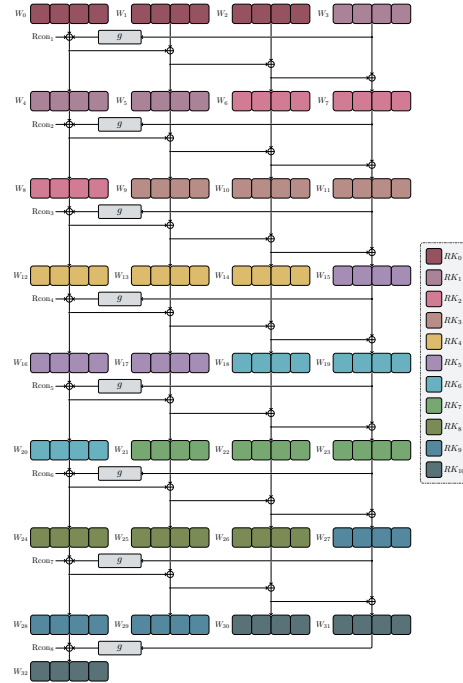 W₀ W₁ W₂ W₃
Rcon₁ g
W₄ W₅ W₆ W₇
Rcon₂ g
W₈ W₉ W₁₀ W₁₁
Rcon₃ g
W₁₂ W₁₃ W₁₄ W₁₅
Rcon₄ g
W₁₆ W₁₇ W₁₈ W₁₉
Rcon₅ g
W₂₀ W₂₁ W₂₂ W₂₃
Rcon₆ g
W₂₄ W₂₅ W₂₆ W₂₇
Rcon₇ g
W₂₈ W₂₉ W₃₀ W₃₁
Rcon₈ g
W₃₂
RK₀
RK₁
RK₂
RK₃
RK₄
RK₅
RK₆
RK₇
RK₈
RK₉
RK₁₀